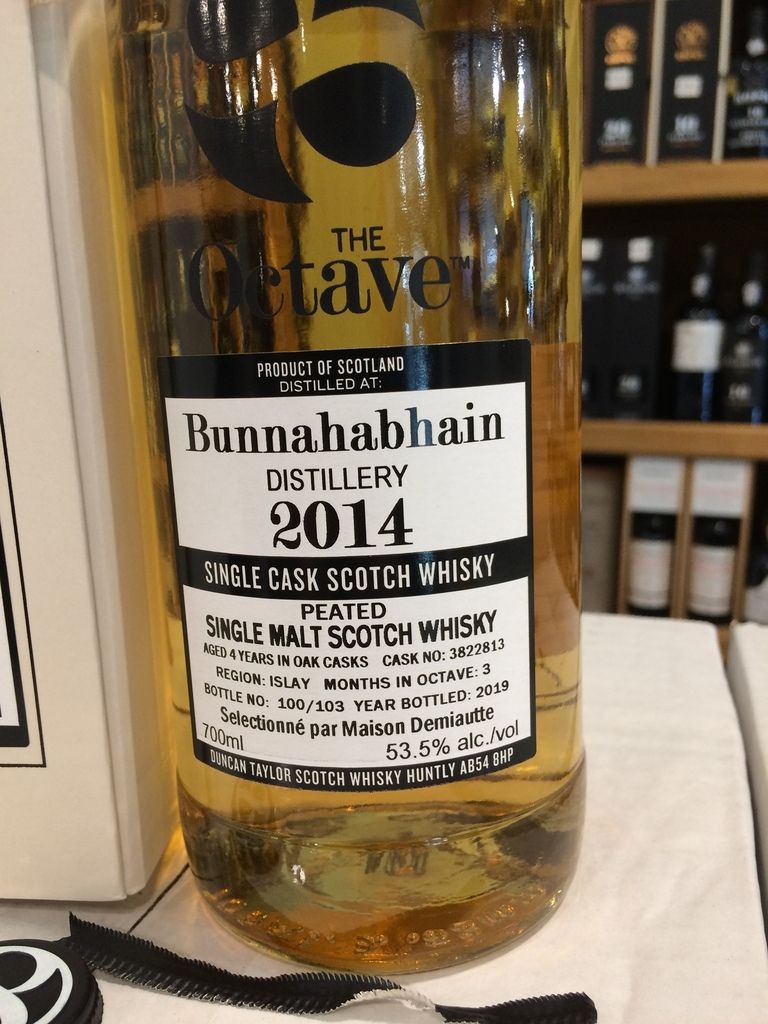 THE
Octave™
PRODUCT OF SCOTLAND
DISTILLED AT:
Bunnahabhain
DISTILLERY
2014
SINGLE CASK SCOTCH WHISKY
PEATED
SINGLE MALT SCOTCH WHISKY
AGED 4 YEARS IN OAK CASKS CASK NO: 3822813
REGION: ISLAY MONTHS IN OCTAVE: 3
BOTTLE NO: 100/103 YEAR BOTTLED: 2019
Selectionné par Maison Demiautte
700ml 53.5% alc./vol
DUNCAN TAYLOR SCOTCH WHISKY HUNTLY AB54 8HP